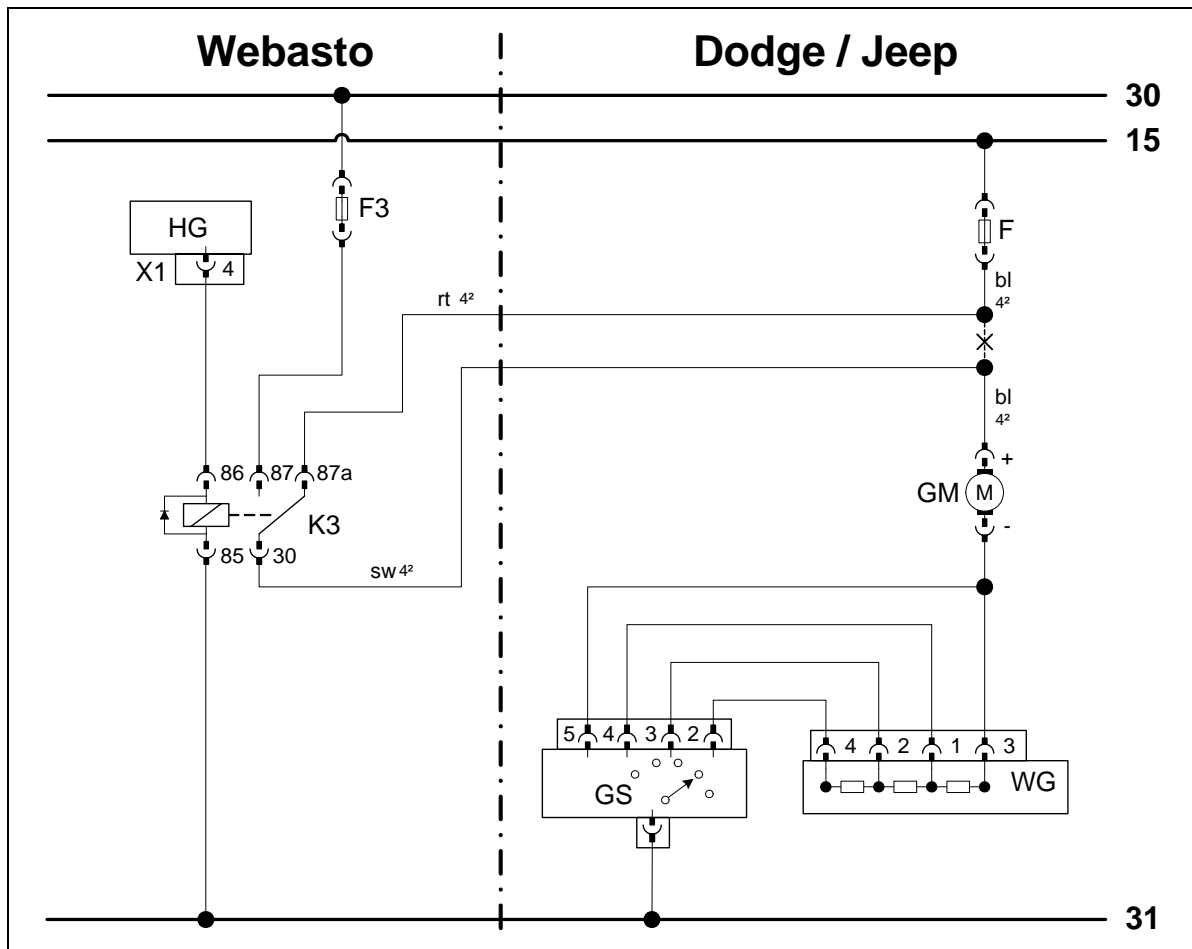 Webasto
Dodge / Jeep
30
15
F3
F
HG
X1 4
bl
4²
rt 4²
bl
4²
86 87 87a
+
GM M
K3
-
85 30
sw 4²
5 4 3 2
4 2 1 3
GS
WG
31